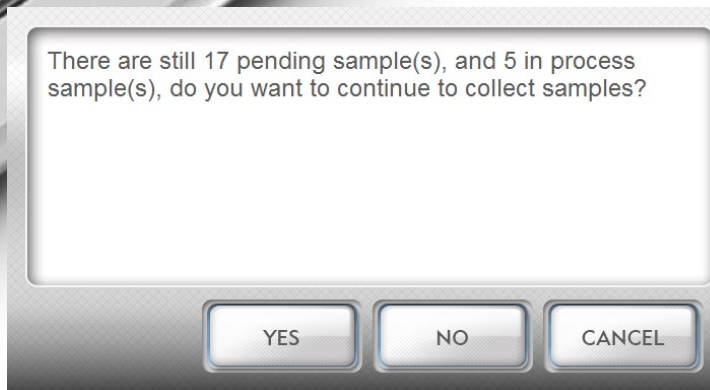 There are still 17 pending sample(s), and 5 in process
sample(s), do you want to continue to collect samples?
YES
NO
CANCEL